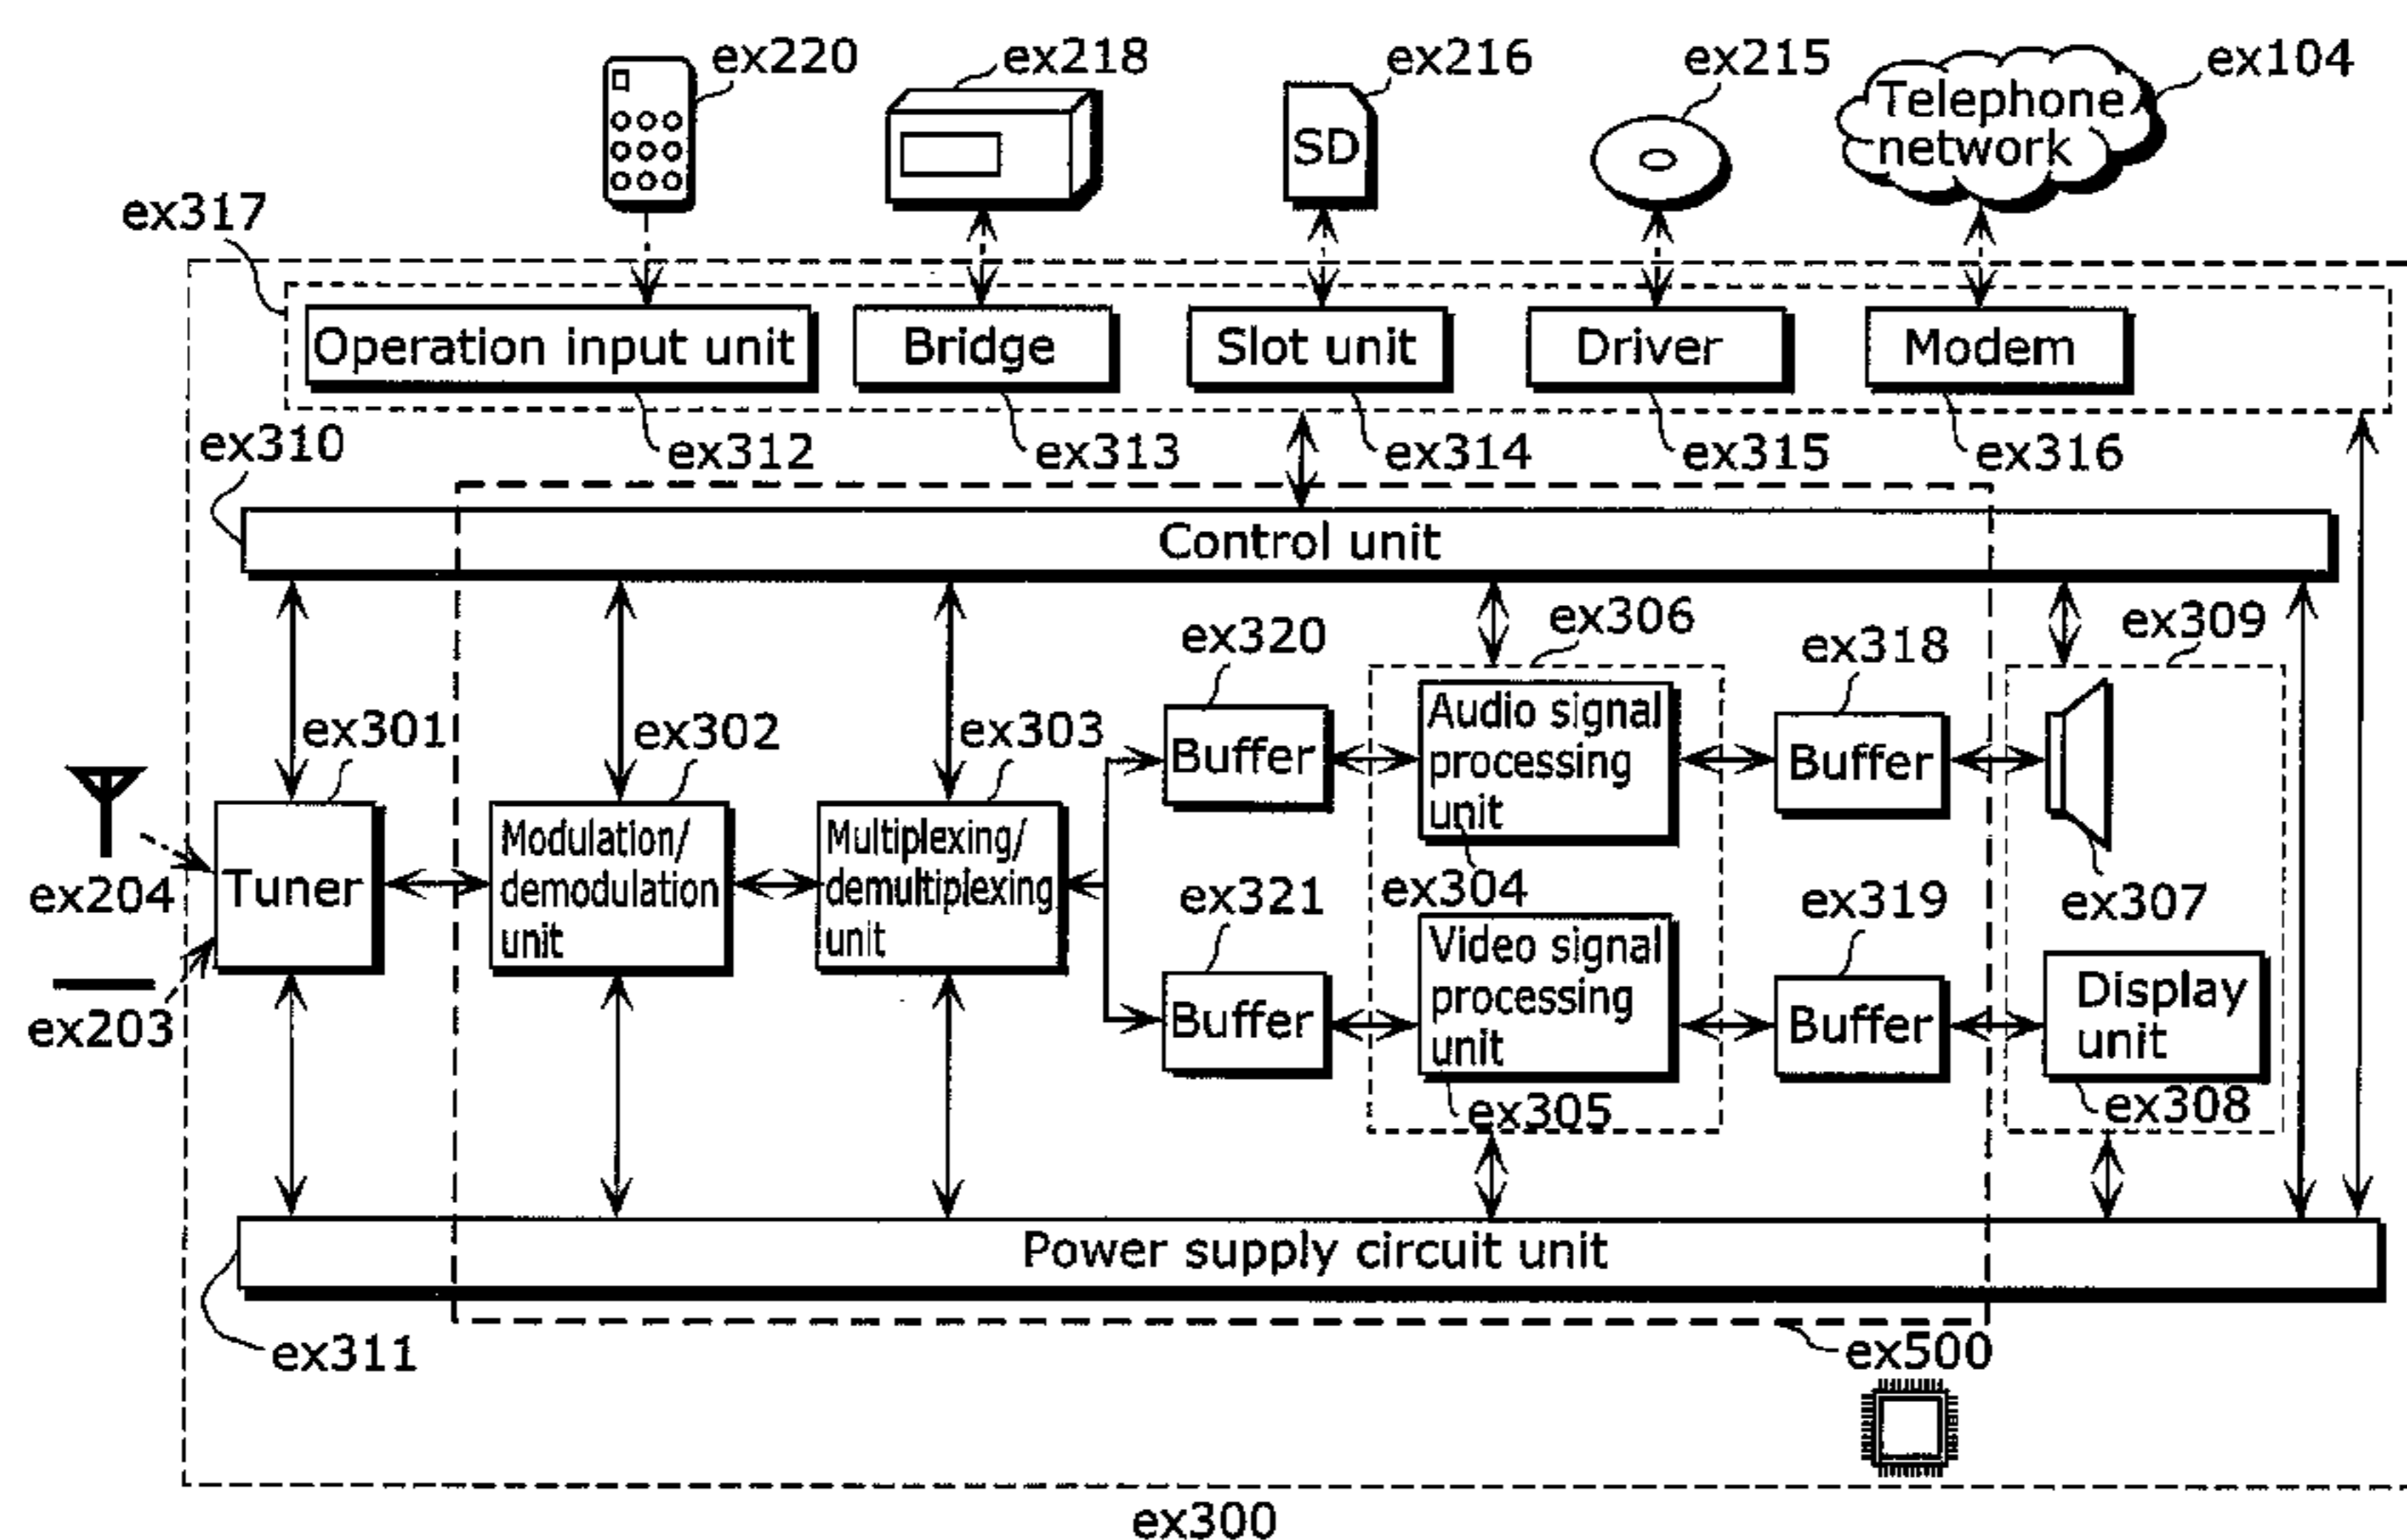 ex220
ex218
ex216
ex215
ex104
SD
Telephone
network
ex317
Operation input unit
Bridge
Slot unit
Driver
Modem
ex310
ex312
ex313
ex314
ex315
ex316
Control unit
ex320
ex306
ex318
ex309
ex301
ex302
ex303
Buffer
Audio signal
processing
unit
Buffer
ex304
ex307
ex204
Tuner
Modulation/
demodulation
unit
Multiplexing/
demultiplexing
unit
ex321
ex319
ex203
Buffer
Video signal
processing
unit
Buffer
Display
unit
ex305
ex308
Power supply circuit unit
ex311
ex500
ex300